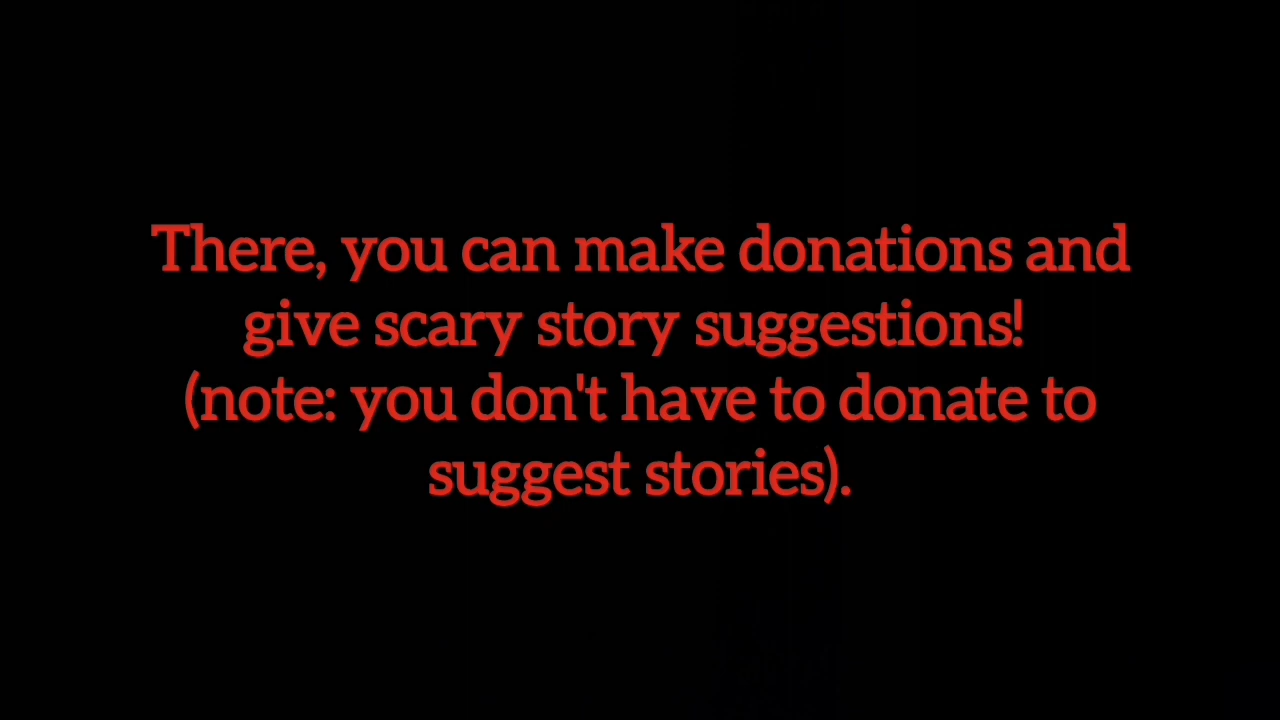 There, you can make donations and
give scary story suggestions!
(note: you don't have to donate to
suggest stories).